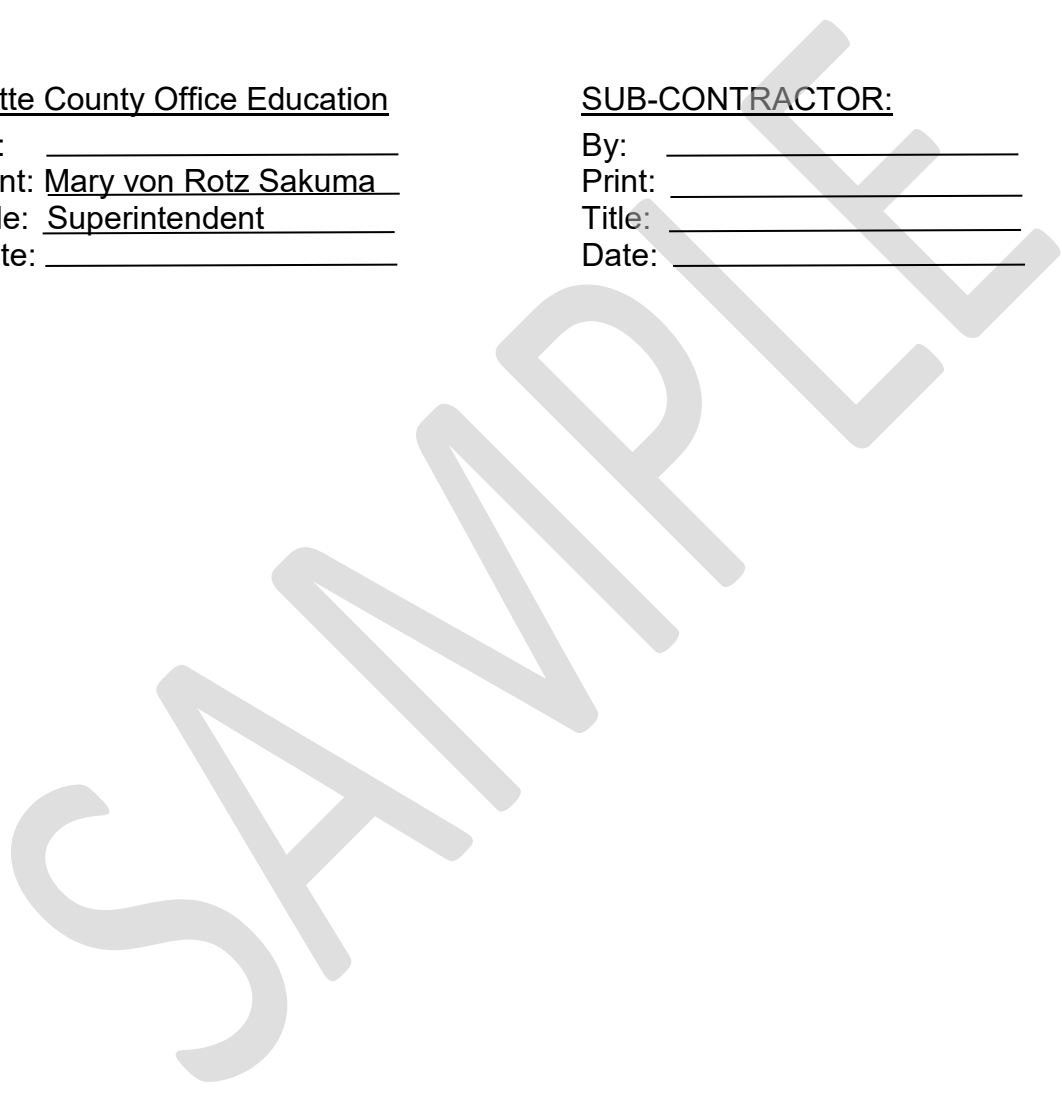 tte County Office Education
:
nt: Mary von Rotz Sakuma
le: Superintendent
te:
SUB-CONTRACTOR:
By:
Print:
Title:
Date:
SAMPLE